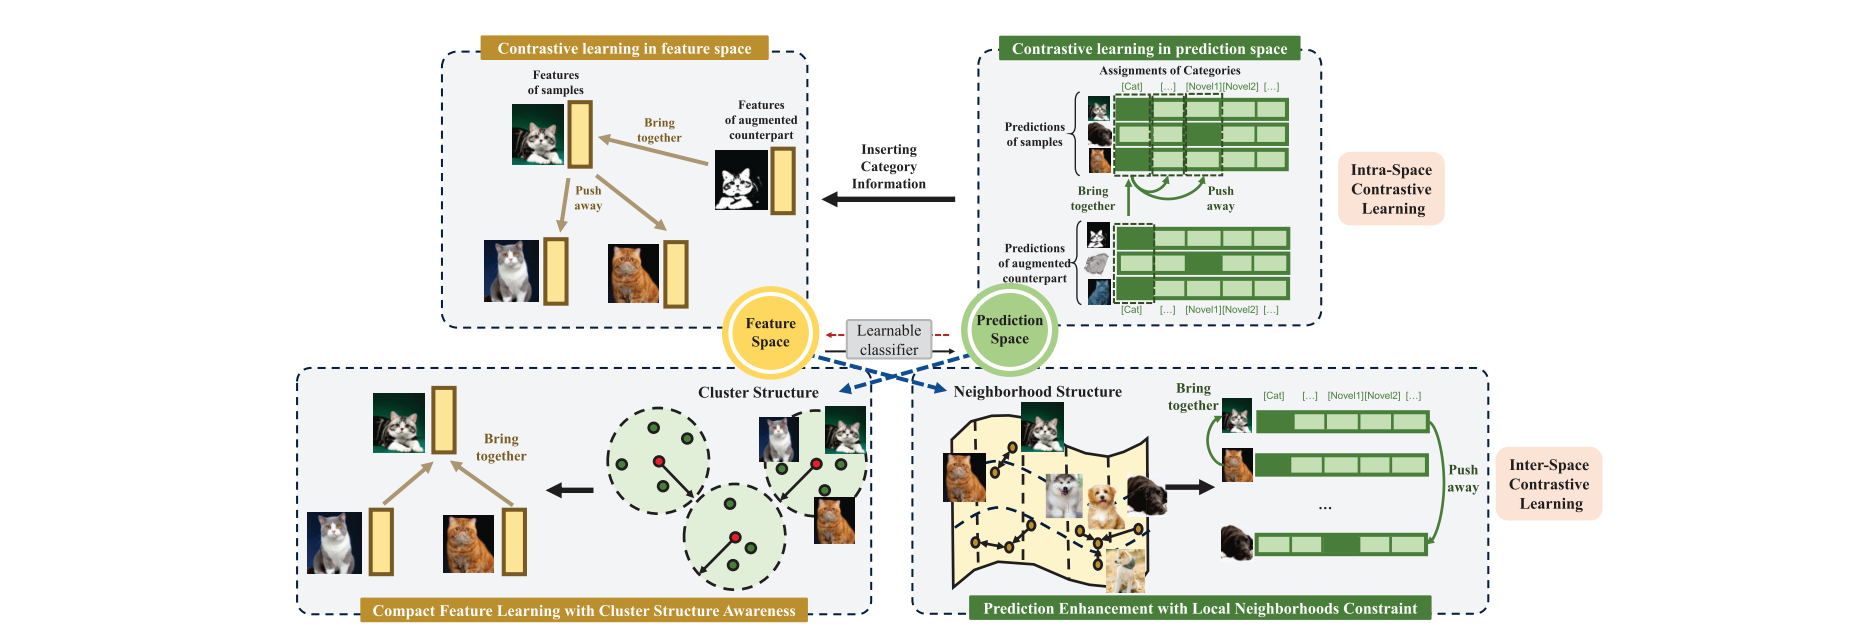 Contrastive learning in feature space
Features
of samples
Bring
together
Features
of augmented
counterpart
Push
away
Inserting
Category
Information
Contrastive learning in prediction space
Assignments of Categories
[Cat] [...] [Novel1] [Novel2] [...]
Predictions
of samples
Bring
together
Push
away
Predictions
of augmented
counterpart
[Cat] [...] [Novel1] [Novel2] [...]
Intra-Space
Contrastive
Learning
Feature
Space
Learnable
classifier
Prediction
Space
Cluster Structure
Bring
together
Compact Feature Learning with Cluster Structure Awareness
Neighborhood Structure
Bring
together
[Cat] [...] [Novel1] [Novel2] [...]
Push
away
...
Prediction Enhancement with Local Neighborhoods Constraint
Inter-Space
Contrastive
Learning